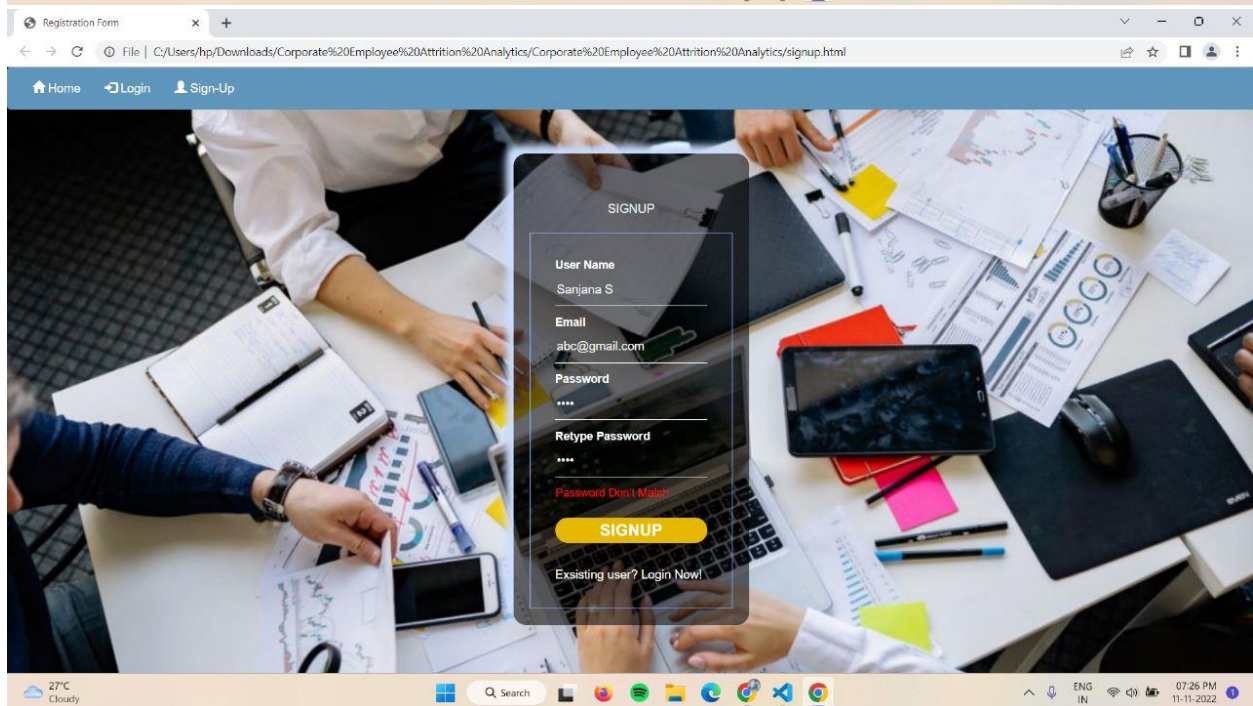 Registration Form
File | C:/Users/hp/Downloads/Corporate%20Employee%20Attrition%20Analytics/Corporate%20Employee%20Attrition%20Analytics/signup.html
Home Login Sign-Up
SIGNUP
User Name
Sanjana S
Email
abc@gmail.com
Password
••••
Retype Password
••••
Password Don't Match
SIGNUP
Exsisting user? Login Now!
27°C
Cloudy
Search
ENG
IN
07:26 PM
11-11-2022
1